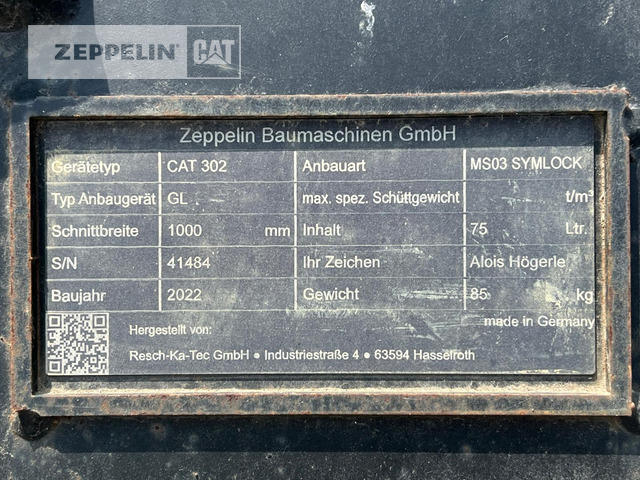 ZEPPELIN CAT
Zeppelin Baumaschinen GmbH
Gerätetyp CAT 302 Anbauart MS03 SYMLOCK
Typ Anbaugerät GL max. spez. Schüttgewicht t/m³
Schnittbreite 1000 mm Inhalt 75 Ltr.
S/N 41484 Ihr Zeichen Alois Högerle
Baujahr 2022 Gewicht 85 kg
made in Germany
Hergestellt von:
Resch-Ka-Tec GmbH ● Industriestraße 4 ● 63594 Hasselroth